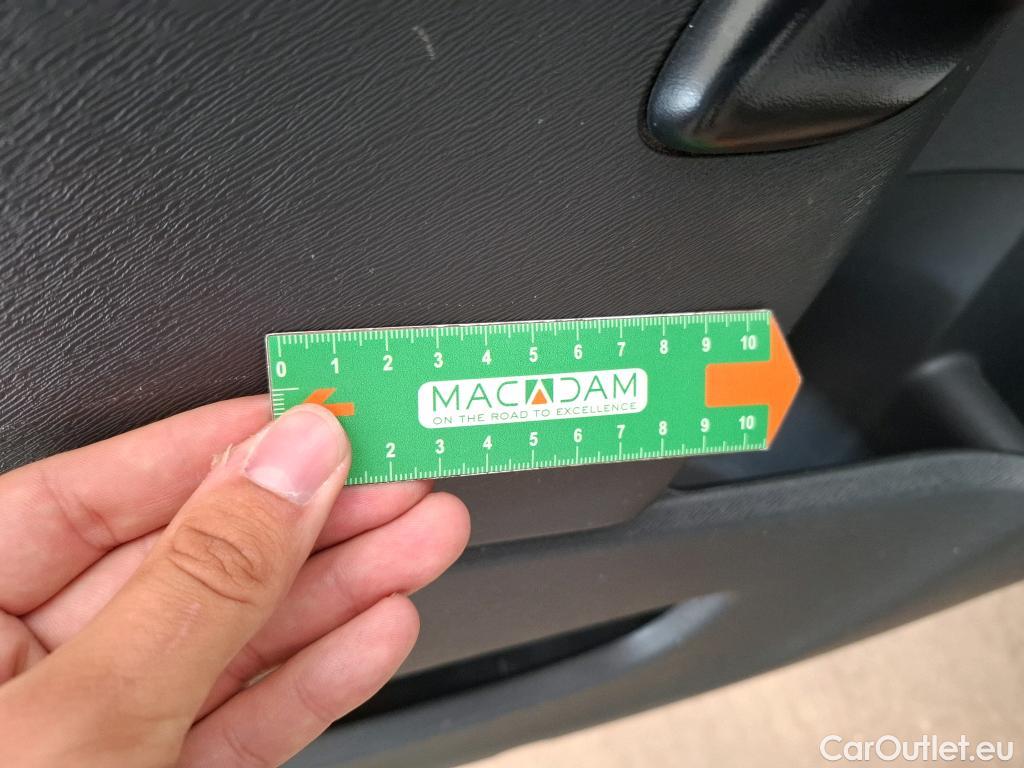 0 1 2 3 4 5 6 7 8 9 10
MACADAM
ON THE ROAD TO EXCELLENCE
2 3 4 5 6 7 8 9 10
CarOutlet.eu